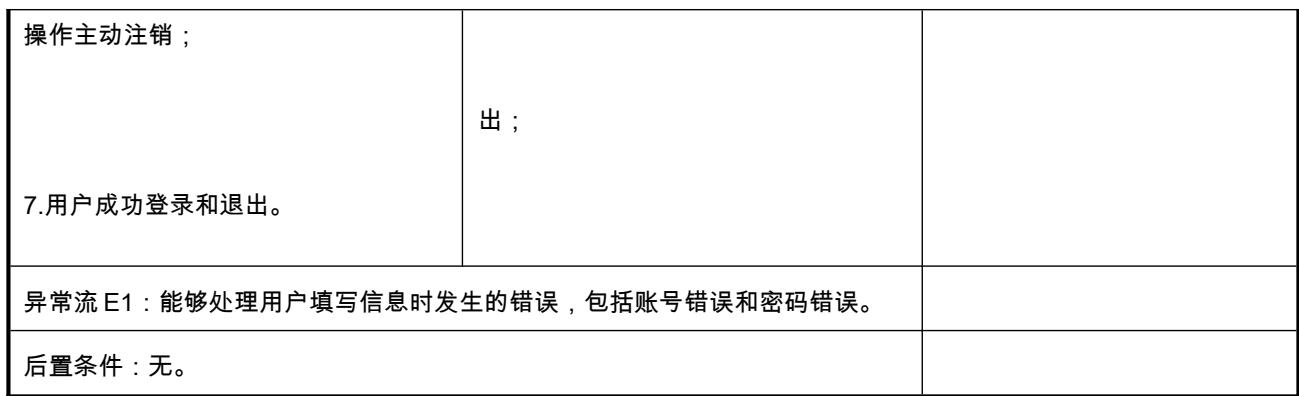 操作主动注销；
出；
7.用户成功登录和退出。
异常流 E1：能够处理用户填写信息时发生的错误，包括账号错误和密码错误。
后置条件：无。